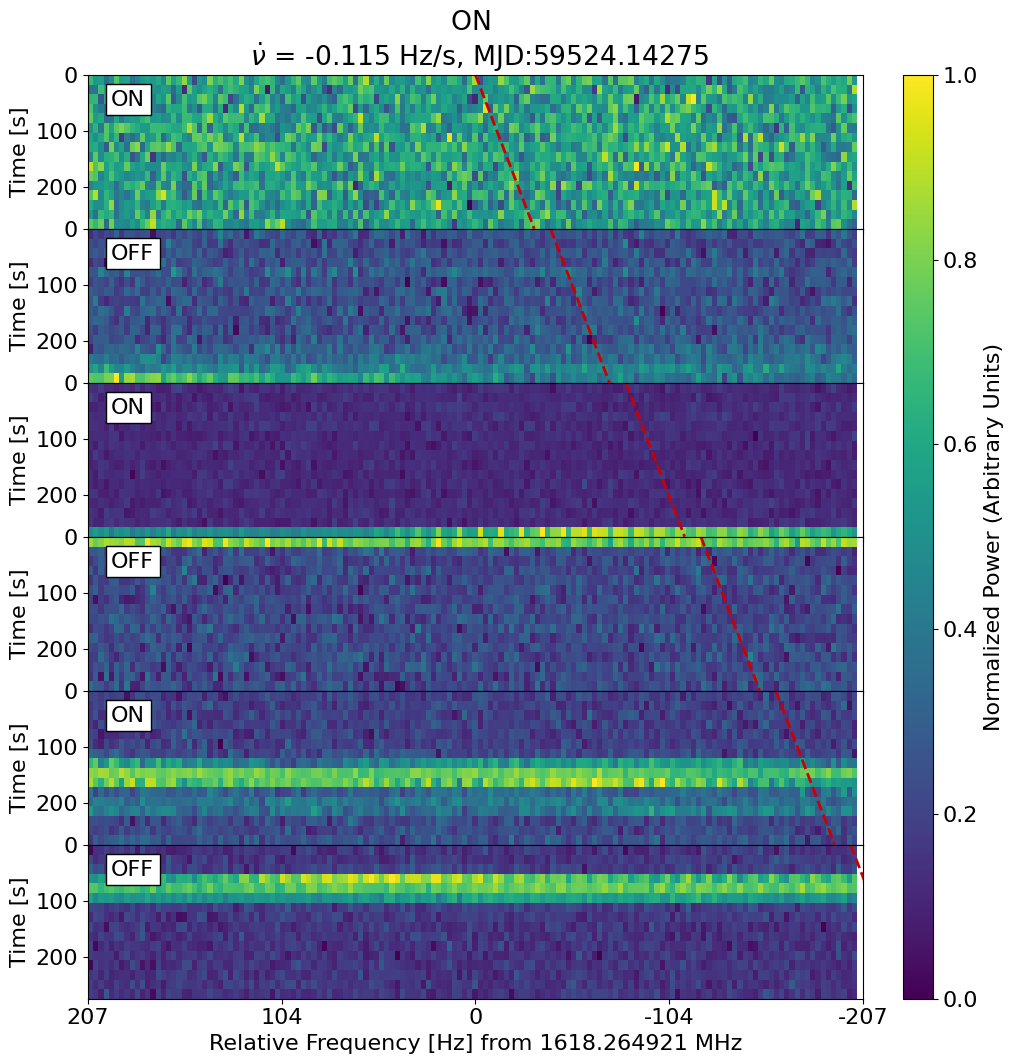 ON
ν̇ = -0.115 Hz/s, MJD:59524.14275
0
ON
100
200
Time [s]
0
OFF
100
200
Time [s]
0
ON
100
200
Time [s]
0
OFF
100
200
Time [s]
0
ON
100
200
Time [s]
0
OFF
100
200
Time [s]
207 104 0 -104 -207
Relative Frequency [Hz] from 1618.264921 MHz
1.0
0.8
0.6
0.4
0.2
0.0
Normalized Power (Arbitrary Units)